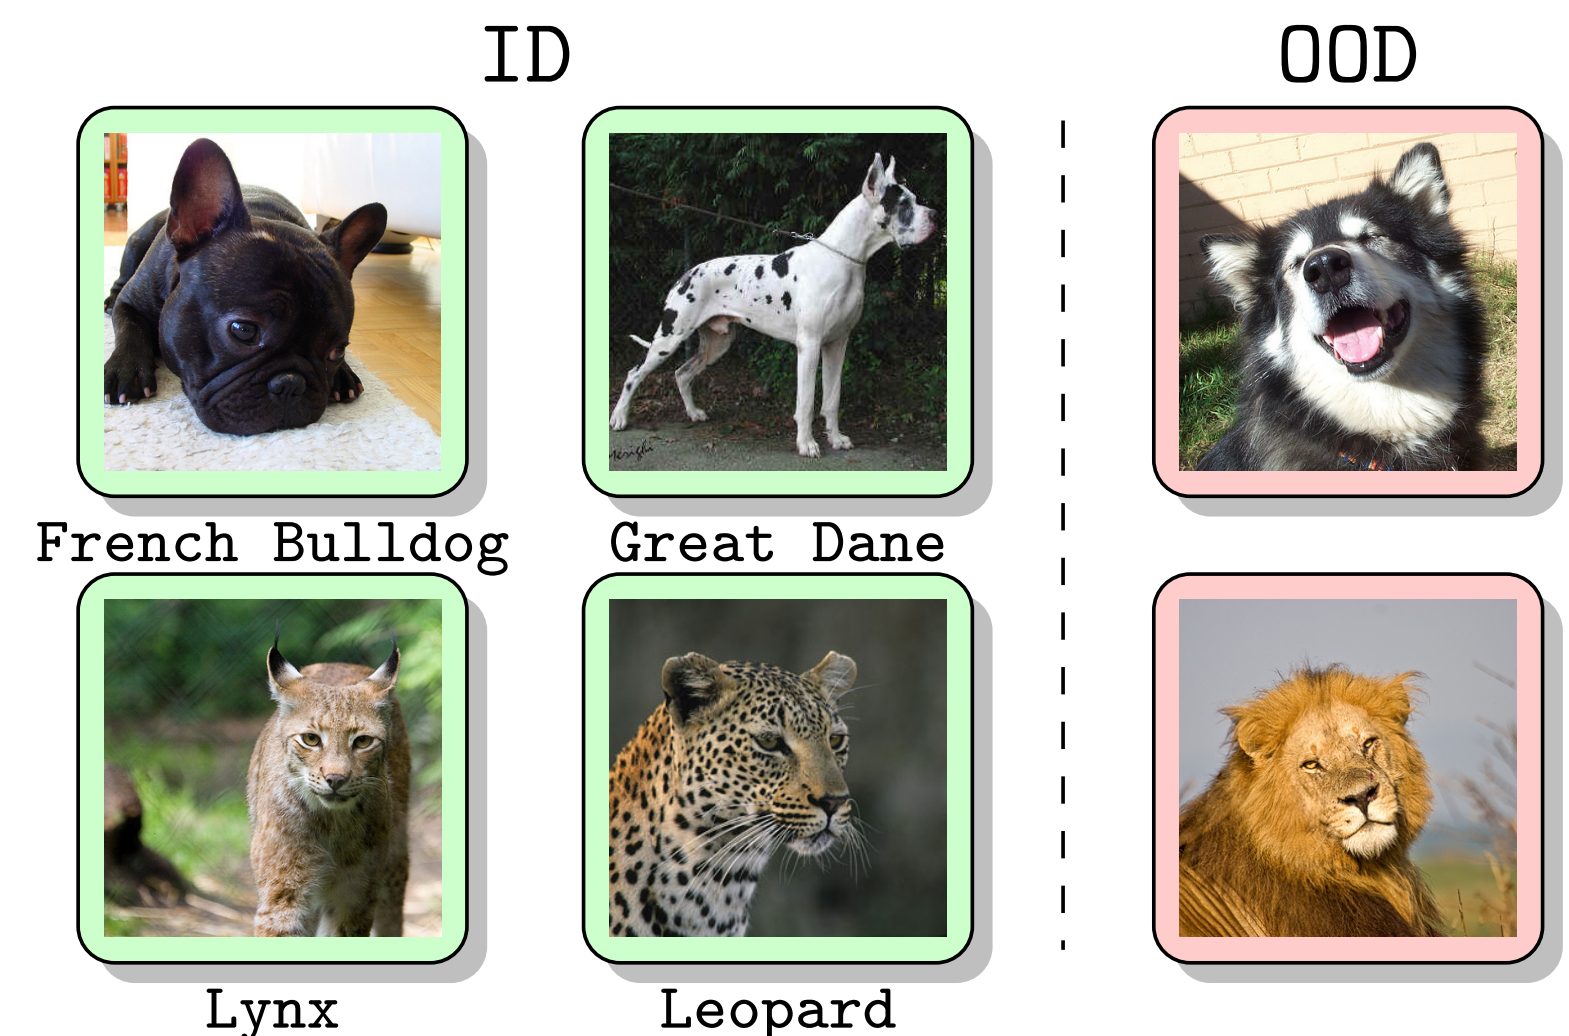 ID
OOD
French Bulldog
Great Dane
Lynx
Leopard